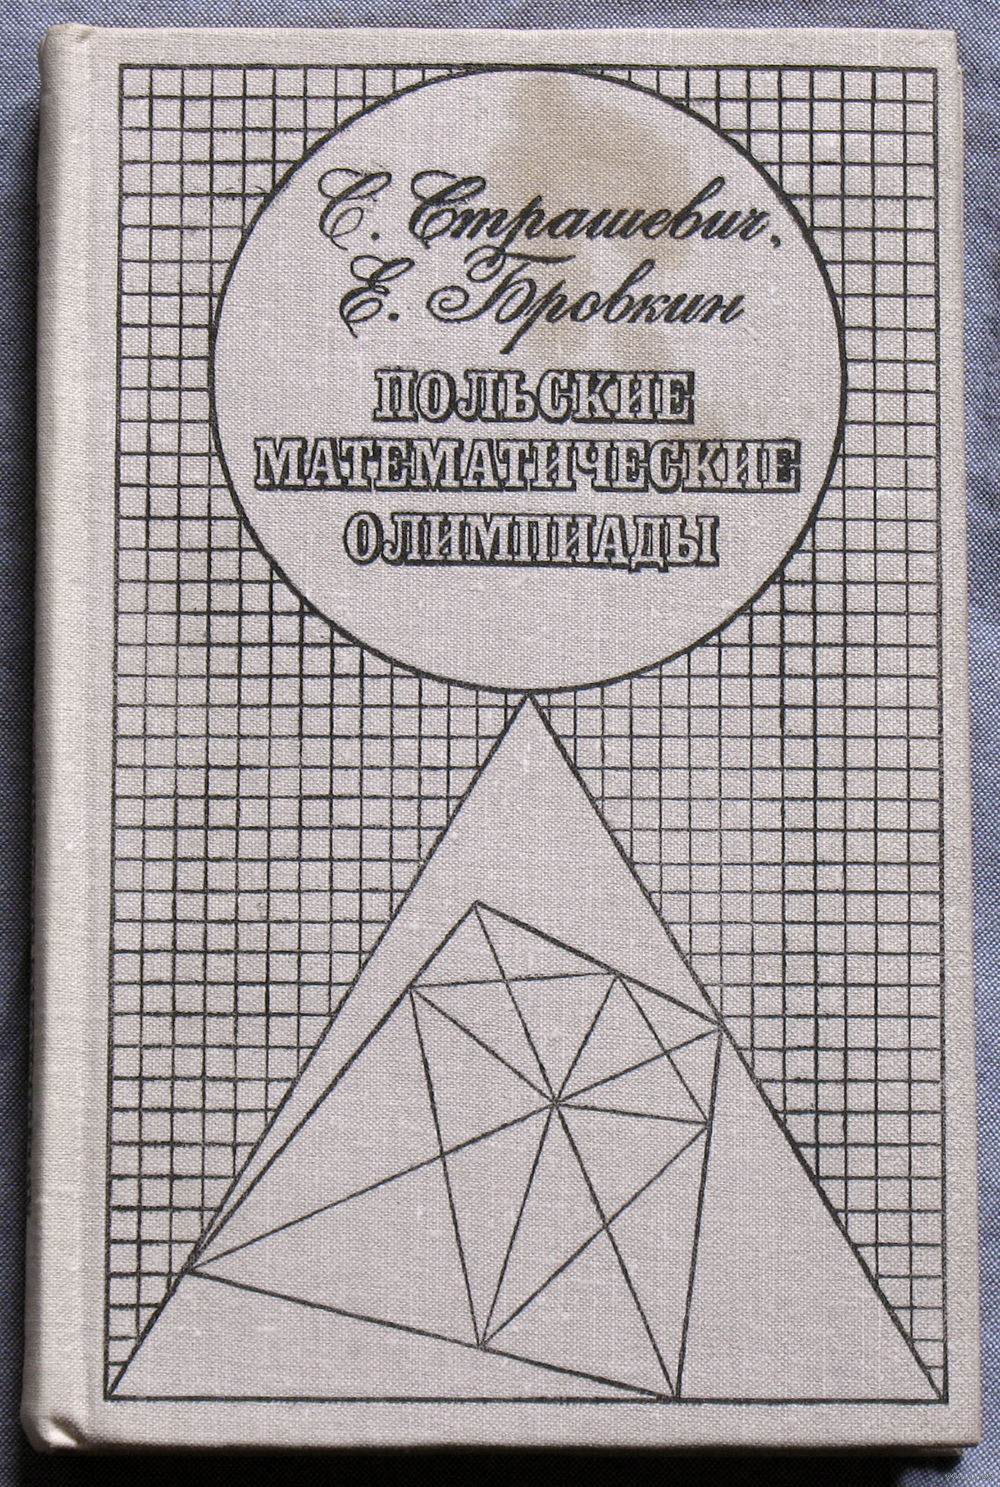 С. Страшевич,
Е. Бровкин
ПОЛЬСКИЕ
МАТЕМАТИЧЕСКИЕ
ОЛИМПИАДЫ